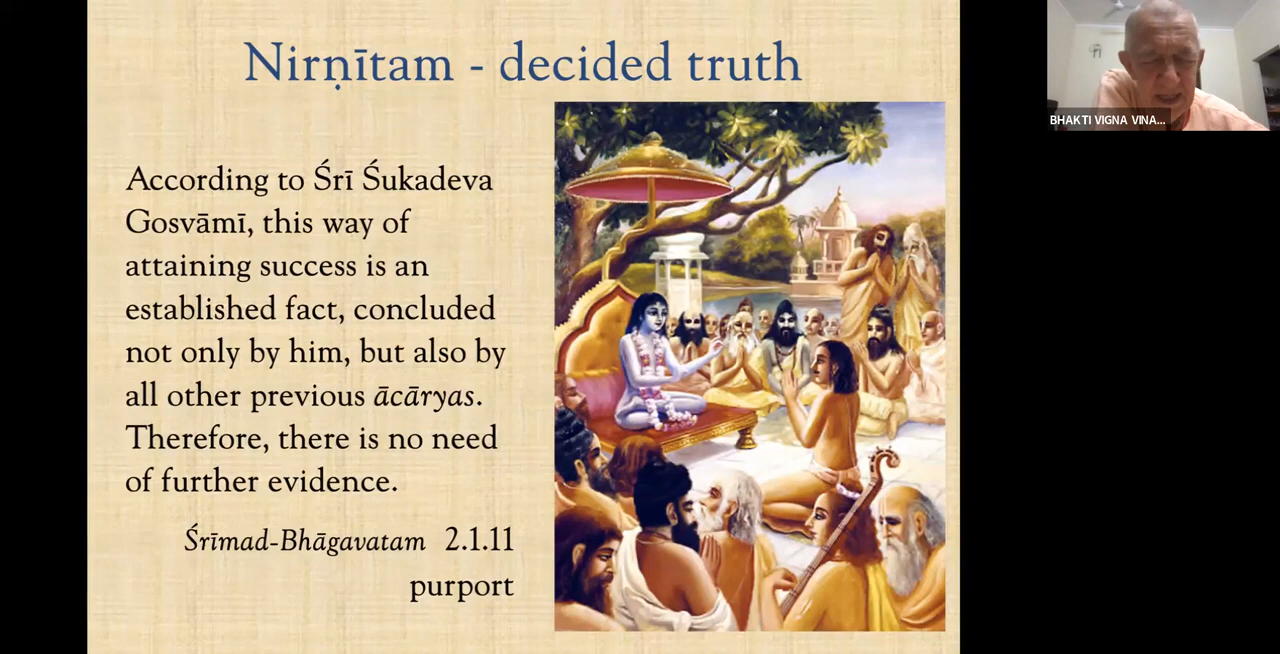 Nirṇītam - decided truth
According to Śrī Śukadeva
Gosvāmī, this way of
attaining success is an
established fact, concluded
not only by him, but also by
all other previous ācāryas.
Therefore, there is no need
of further evidence.
Śrīmad-Bhāgavatam 2.1.11
purport
BHAKTI VIGNA VINA...